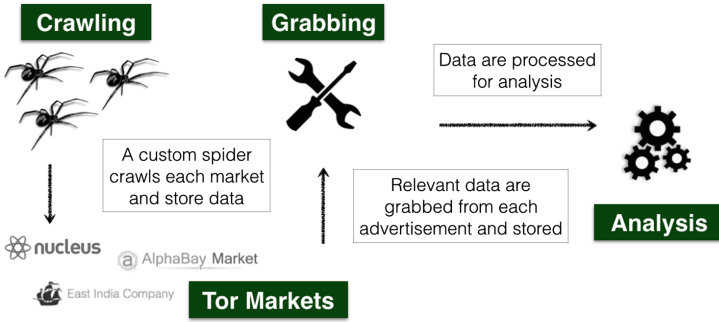 Crawling
Grabbing
Data are processed
for analysis
A custom spider
crawls each market
and store data
Relevant data are
grabbed from each
advertisement and stored
Analysis
nucleus
a AlphaBay Market
East India Company
Tor Markets